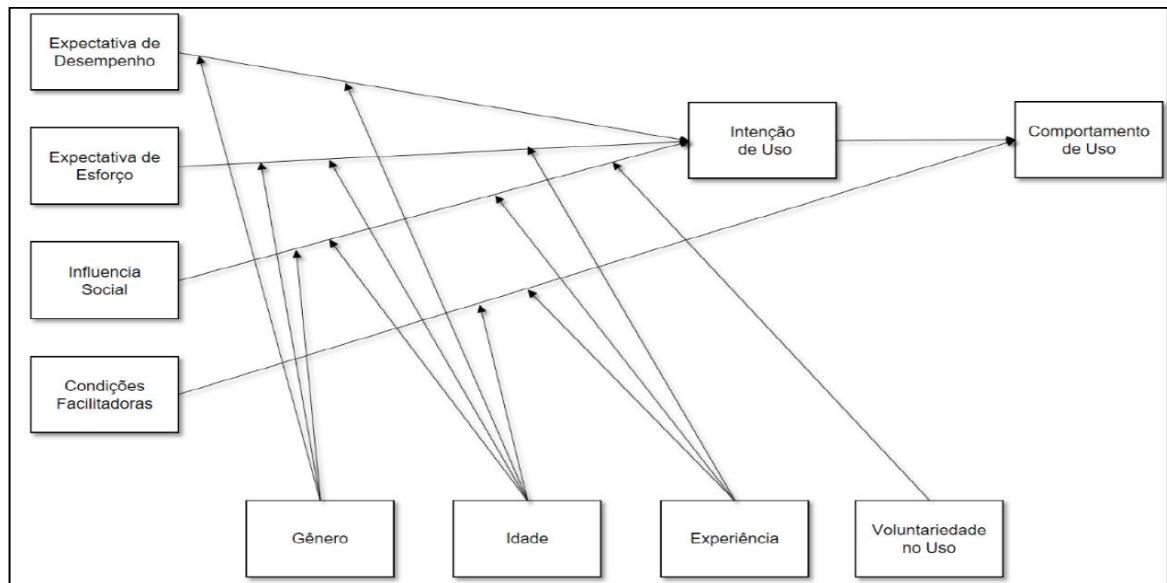 Expectativa de
Desempenho
Expectativa de
Esforço
Influencia
Social
Condições
Facilitadoras
Intenção
de Uso
Comportamento
de Uso
Gênero
Idade
Experiência
Voluntariedade
no Uso